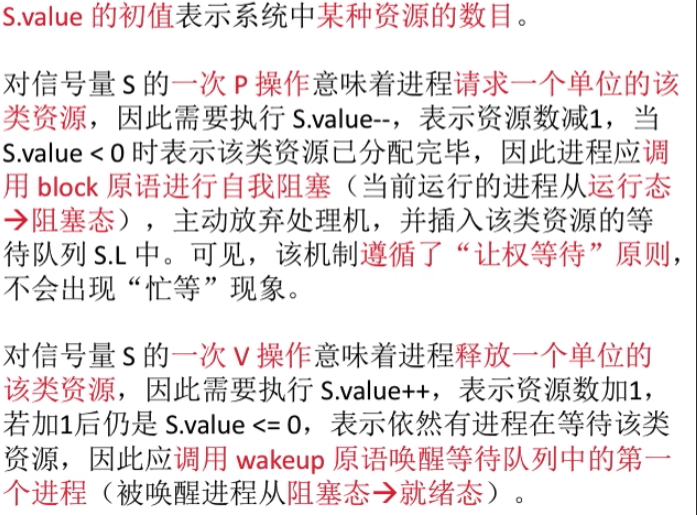 S.value 的初值表示系统中某种资源的数目。
对信号量 S 的一次 P 操作意味着进程请求一个单位的该
类资源，因此需要执行 S.value--，表示资源数减1，当
S.value < 0 时表示该类资源已分配完毕，因此进程应调
用 block 原语进行自我阻塞（当前运行的进程从运行态
→阻塞态），主动放弃处理机，并插入该类资源的等
待队列 S.L 中。可见，该机制遵循了“让权等待”原则，
不会出现“忙等”现象。
对信号量 S 的一次 V 操作意味着进程释放一个单位的
该类资源，因此需要执行 S.value++，表示资源数加1，
若加1后仍是 S.value <= 0，表示依然有进程在等待该类
资源，因此应调用 wakeup 原语唤醒等待队列中的第一
个进程（被唤醒进程从阻塞态→就绪态）。